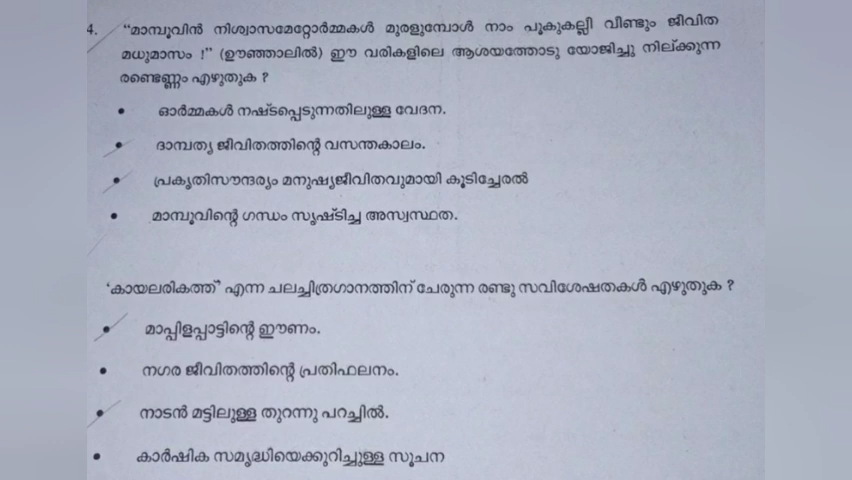 4. “മാമ്പൂവിൻ നിശ്വാസമേറ്റോർമ്മകൾ മുരളുമ്പോൾ നാം പൂകുകല്ലീ വീണ്ടും ജീവിത
മധുമാസം !” (ഊഞ്ഞാലിൽ) ഈ വരികളിലെ ആശയത്തോടു യോജിച്ചു നില്ക്കുന്ന
രണ്ടെണ്ണം എഴുതുക ?
• ഓർമ്മകൾ നഷ്ടപ്പെടുന്നതിലുള്ള വേദന.
• ദാമ്പത്യ ജീവിതത്തിന്റെ വസന്തകാലം.
• പ്രകൃതിസൗന്ദര്യം മനുഷ്യജീവിതവുമായി കൂടിച്ചേരൽ
• മാമ്പൂവിന്റെ ഗന്ധം സൃഷ്ടിച്ച അസ്വസ്ഥത.
‘കായലരികത്ത്’ എന്ന ചലച്ചിത്രഗാനത്തിന് ചേരുന്ന രണ്ടു സവിശേഷതകൾ എഴുതുക ?
• മാപ്പിളപ്പാട്ടിന്റെ ഈണം.
• നഗര ജീവിതത്തിന്റെ പ്രതിഫലനം.
• നാടൻ മട്ടിലുള്ള തുറന്നു പറച്ചിൽ.
• കാർഷിക സമൃദ്ധിയെക്കുറിച്ചുള്ള സൂചന